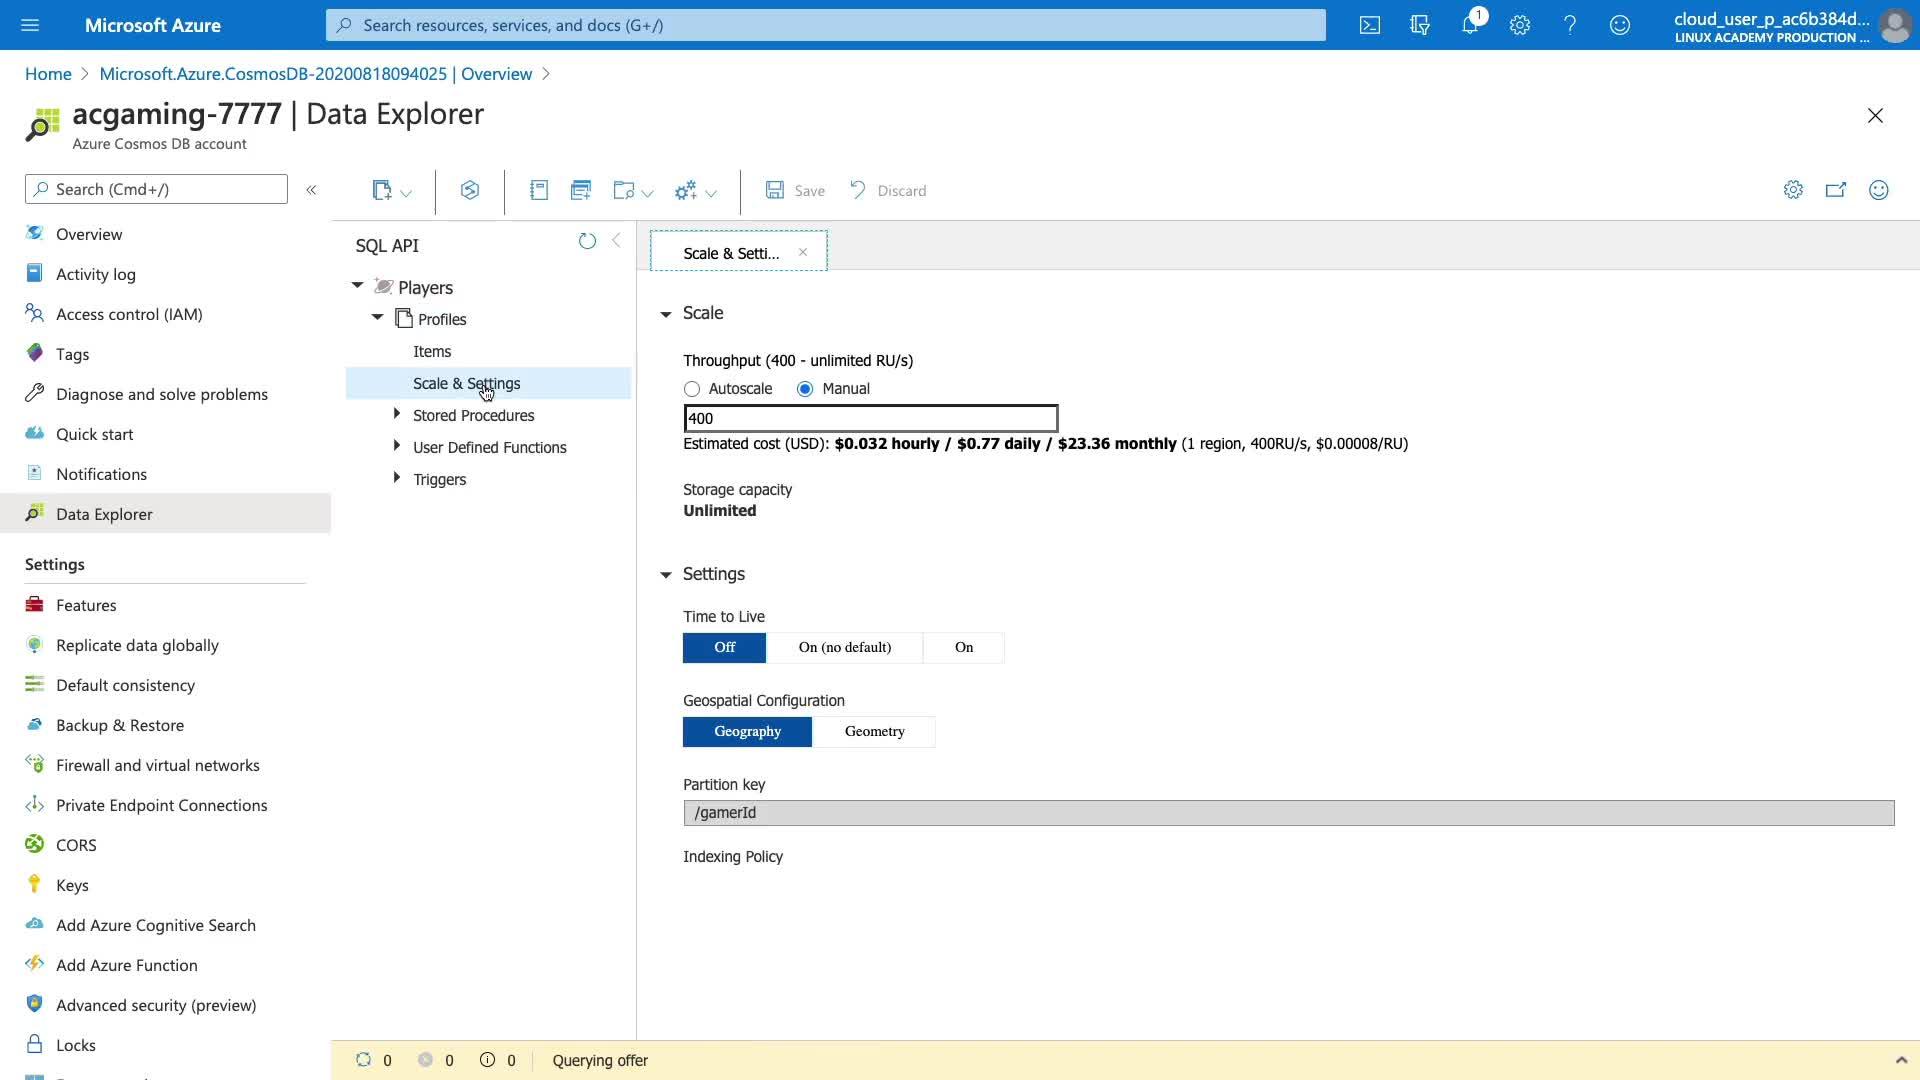 Microsoft Azure
Search resources, services, and docs (G+/)
1
cloud_user_p_ac6b384d...
LINUX ACADEMY PRODUCTION ...
Home > Microsoft.Azure.CosmosDB-20200818094025 | Overview >
acgaming-7777 | Data Explorer
Azure Cosmos DB account
Search (Cmd+/)
Overview
Activity log
Access control (IAM)
Tags
Diagnose and solve problems
Quick start
Notifications
Data Explorer
Settings
Features
Replicate data globally
Default consistency
Backup & Restore
Firewall and virtual networks
Private Endpoint Connections
CORS
Keys
Add Azure Cognitive Search
Add Azure Function
Advanced security (preview)
Locks
Save
Discard
SQL API
Players
Profiles
Items
Scale & Settings
Stored Procedures
User Defined Functions
Triggers
Scale & Setti...
Scale
Throughput (400 - unlimited RU/s)
Autoscale Manual
400
Estimated cost (USD): $0.032 hourly / $0.77 daily / $23.36 monthly (1 region, 400RU/s, $0.00008/RU)
Storage capacity
Unlimited
Settings
Time to Live
Off On (no default) On
Geospatial Configuration
Geography Geometry
Partition key
/gamerId
Indexing Policy
0 0 0 Querying offer